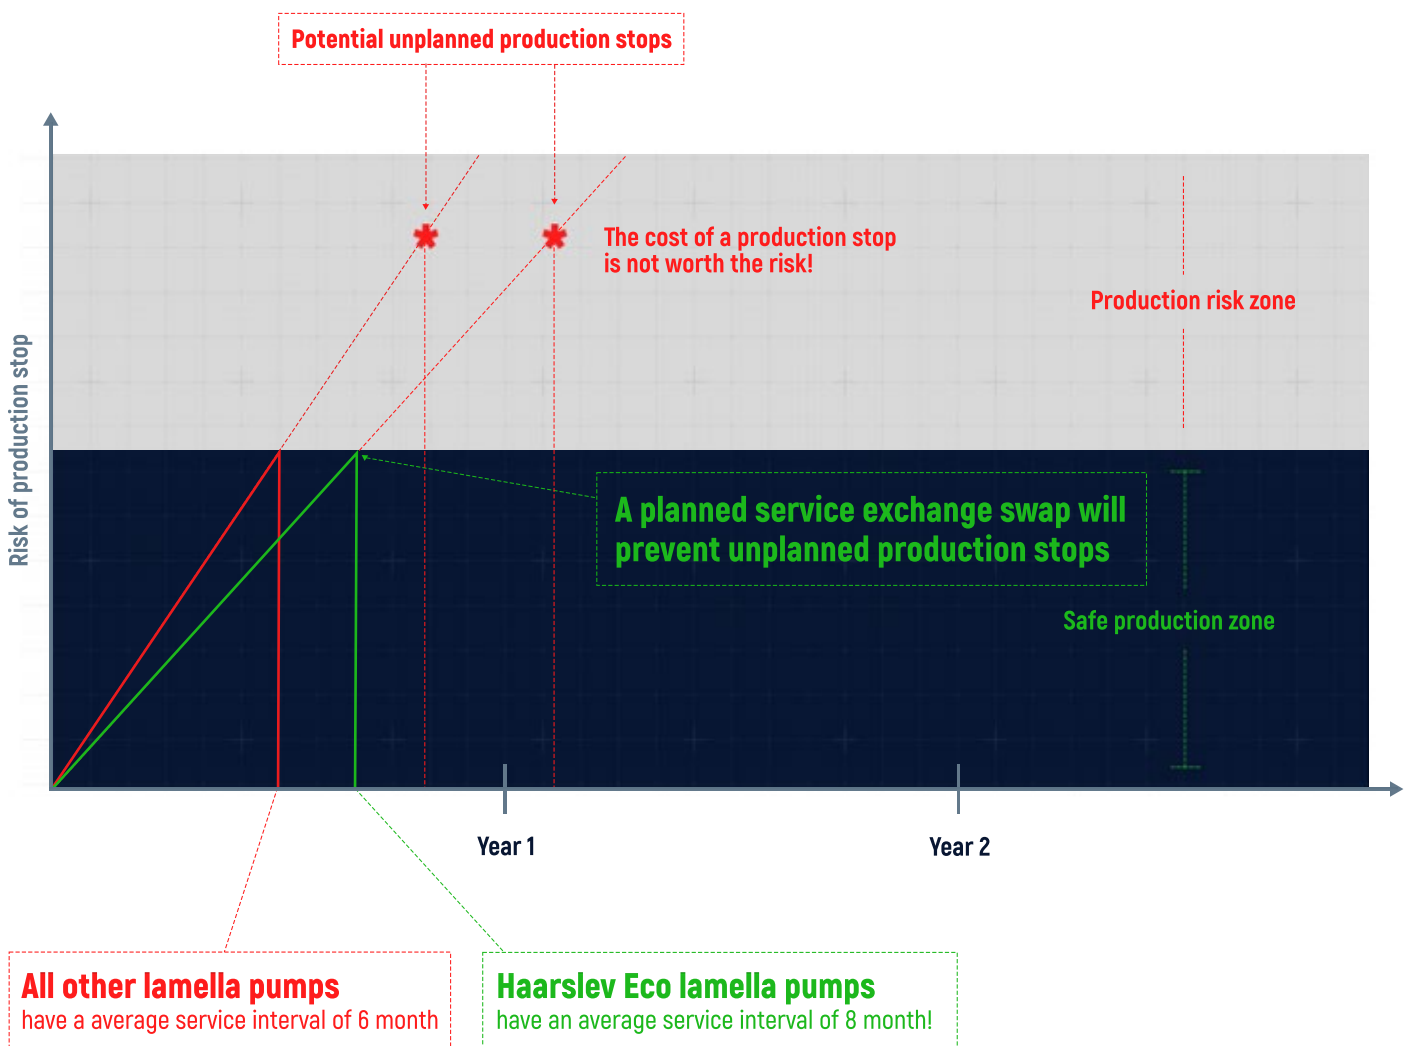 Potential unplanned production stops
The cost of a production stop
is not worth the risk!
Production risk zone
Risk of production stop
A planned service exchange swap will
prevent unplanned production stops
Safe production zone
Year 1
Year 2
All other lamella pumps
have a average service interval of 6 month
Haarslev Eco lamella pumps
have an average service interval of 8 month!